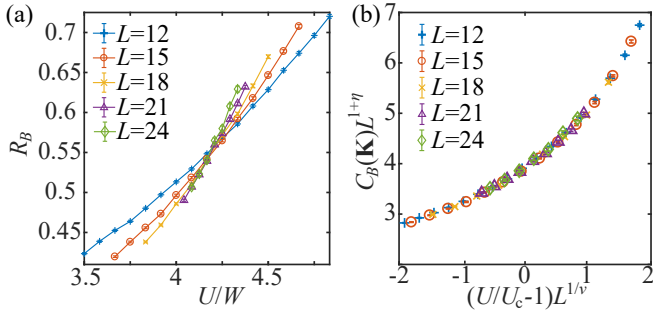 (a)
L=12
L=15
L=18
L=21
L=24
R_B
0.45
0.5
0.55
0.6
0.65
0.7
3.5
4
4.5
U/W
(b)
L=12
L=15
L=18
L=21
L=24
C_B(K)L^{1+η}
2
3
4
5
6
7
-2
-1
0
1
2
(U/U_c-1)L^{1/ν}